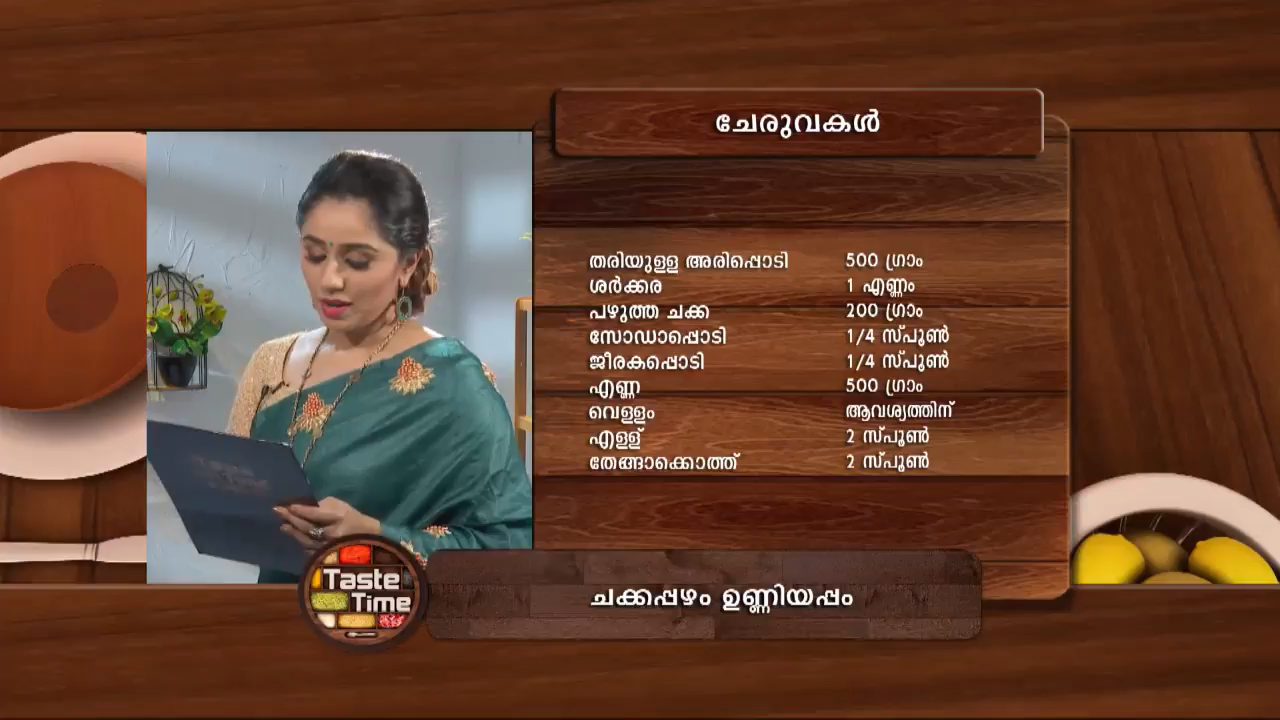 ചേരുവകൾ
തരിയുള്ള അരിപ്പൊടി 500 ഗ്രാം
ശർക്കര 1 എണ്ണം
പഴുത്ത ചക്ക 200 ഗ്രാം
സോഡാപ്പൊടി 1/4 സ്പൂൺ
ജീരകപ്പൊടി 1/4 സ്പൂൺ
എണ്ണ 500 ഗ്രാം
വെള്ളം ആവശ്യത്തിന്
എള്ള് 2 സ്പൂൺ
തേങ്ങാക്കൊത്ത് 2 സ്പൂൺ
Taste
Time
ചക്കപ്പഴം ഉണ്ണിയപ്പം